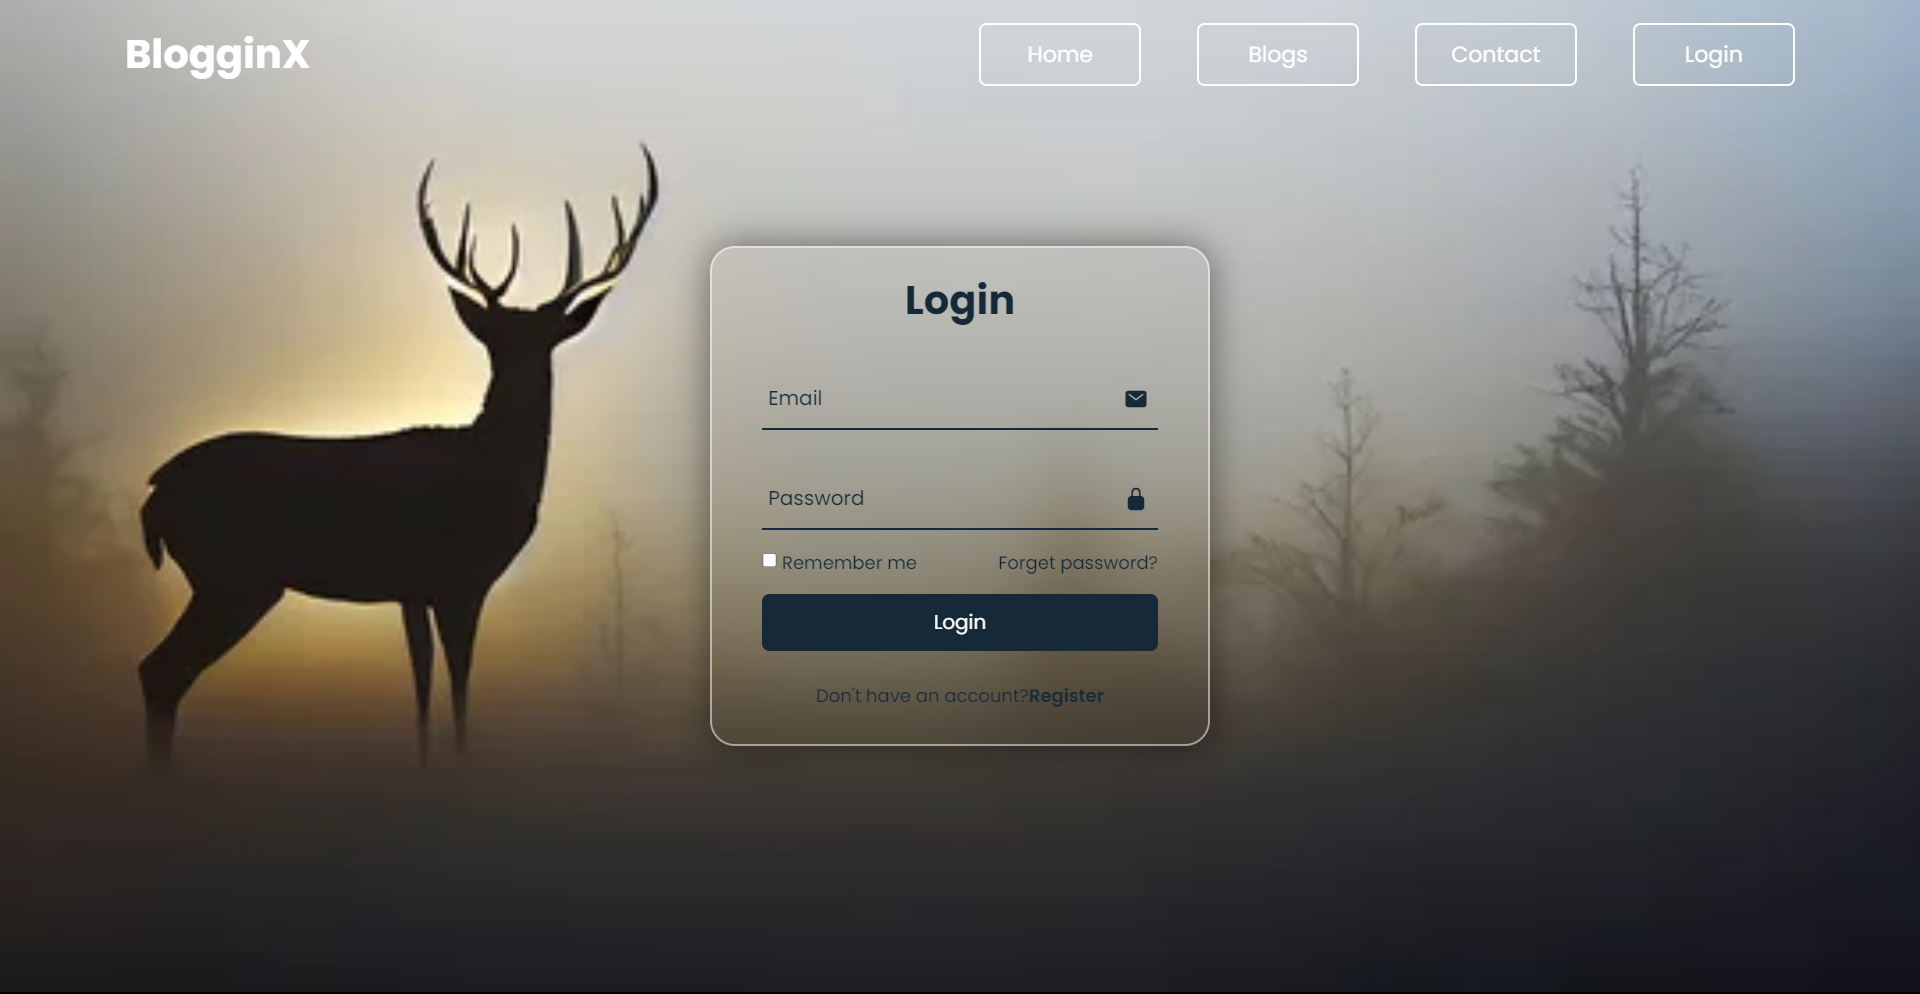 BlogginX
Home
Blogs
Contact
Login
Login
Email
Password
Remember me
Forget password?
Login
Don't have an account?Register